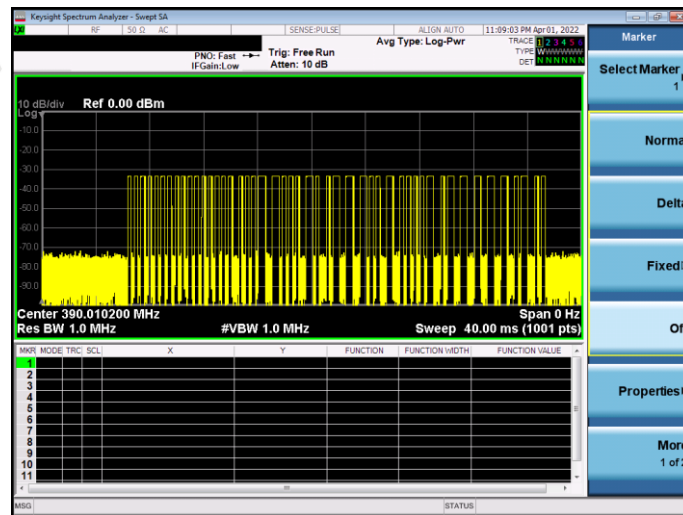 Keysight Spectrum Analyzer - Swept SA
RF 50 Ω AC SENSE:PULSE ALIGN AUTO 11:09:03 PM Apr 01, 2022
Avg Type: Log-Pwr
TRACE 1 2 3 4 5 6
TYPE WWWWWW
DET N N N N N N
PNO: Fast
IFGain:Low
Trig: Free Run
Atten: 10 dB
10 dB/div Ref 0.00 dBm
Log
-10.0
-20.0
-30.0
-40.0
-50.0
-60.0
-70.0
-80.0
-90.0
Center 390.010200 MHz Span 0 Hz
Res BW 1.0 MHz #VBW 1.0 MHz Sweep 40.00 ms (1001 pts)
MKR MODE TRC SCL X Y FUNCTION FUNCTION WIDTH FUNCTION VALUE
1
2
3
4
5
6
7
8
9
10
11
MSG STATUS
Marker
Select Marker
1
Norma
Delta
Fixed
Of
Properties
More
1 of 2